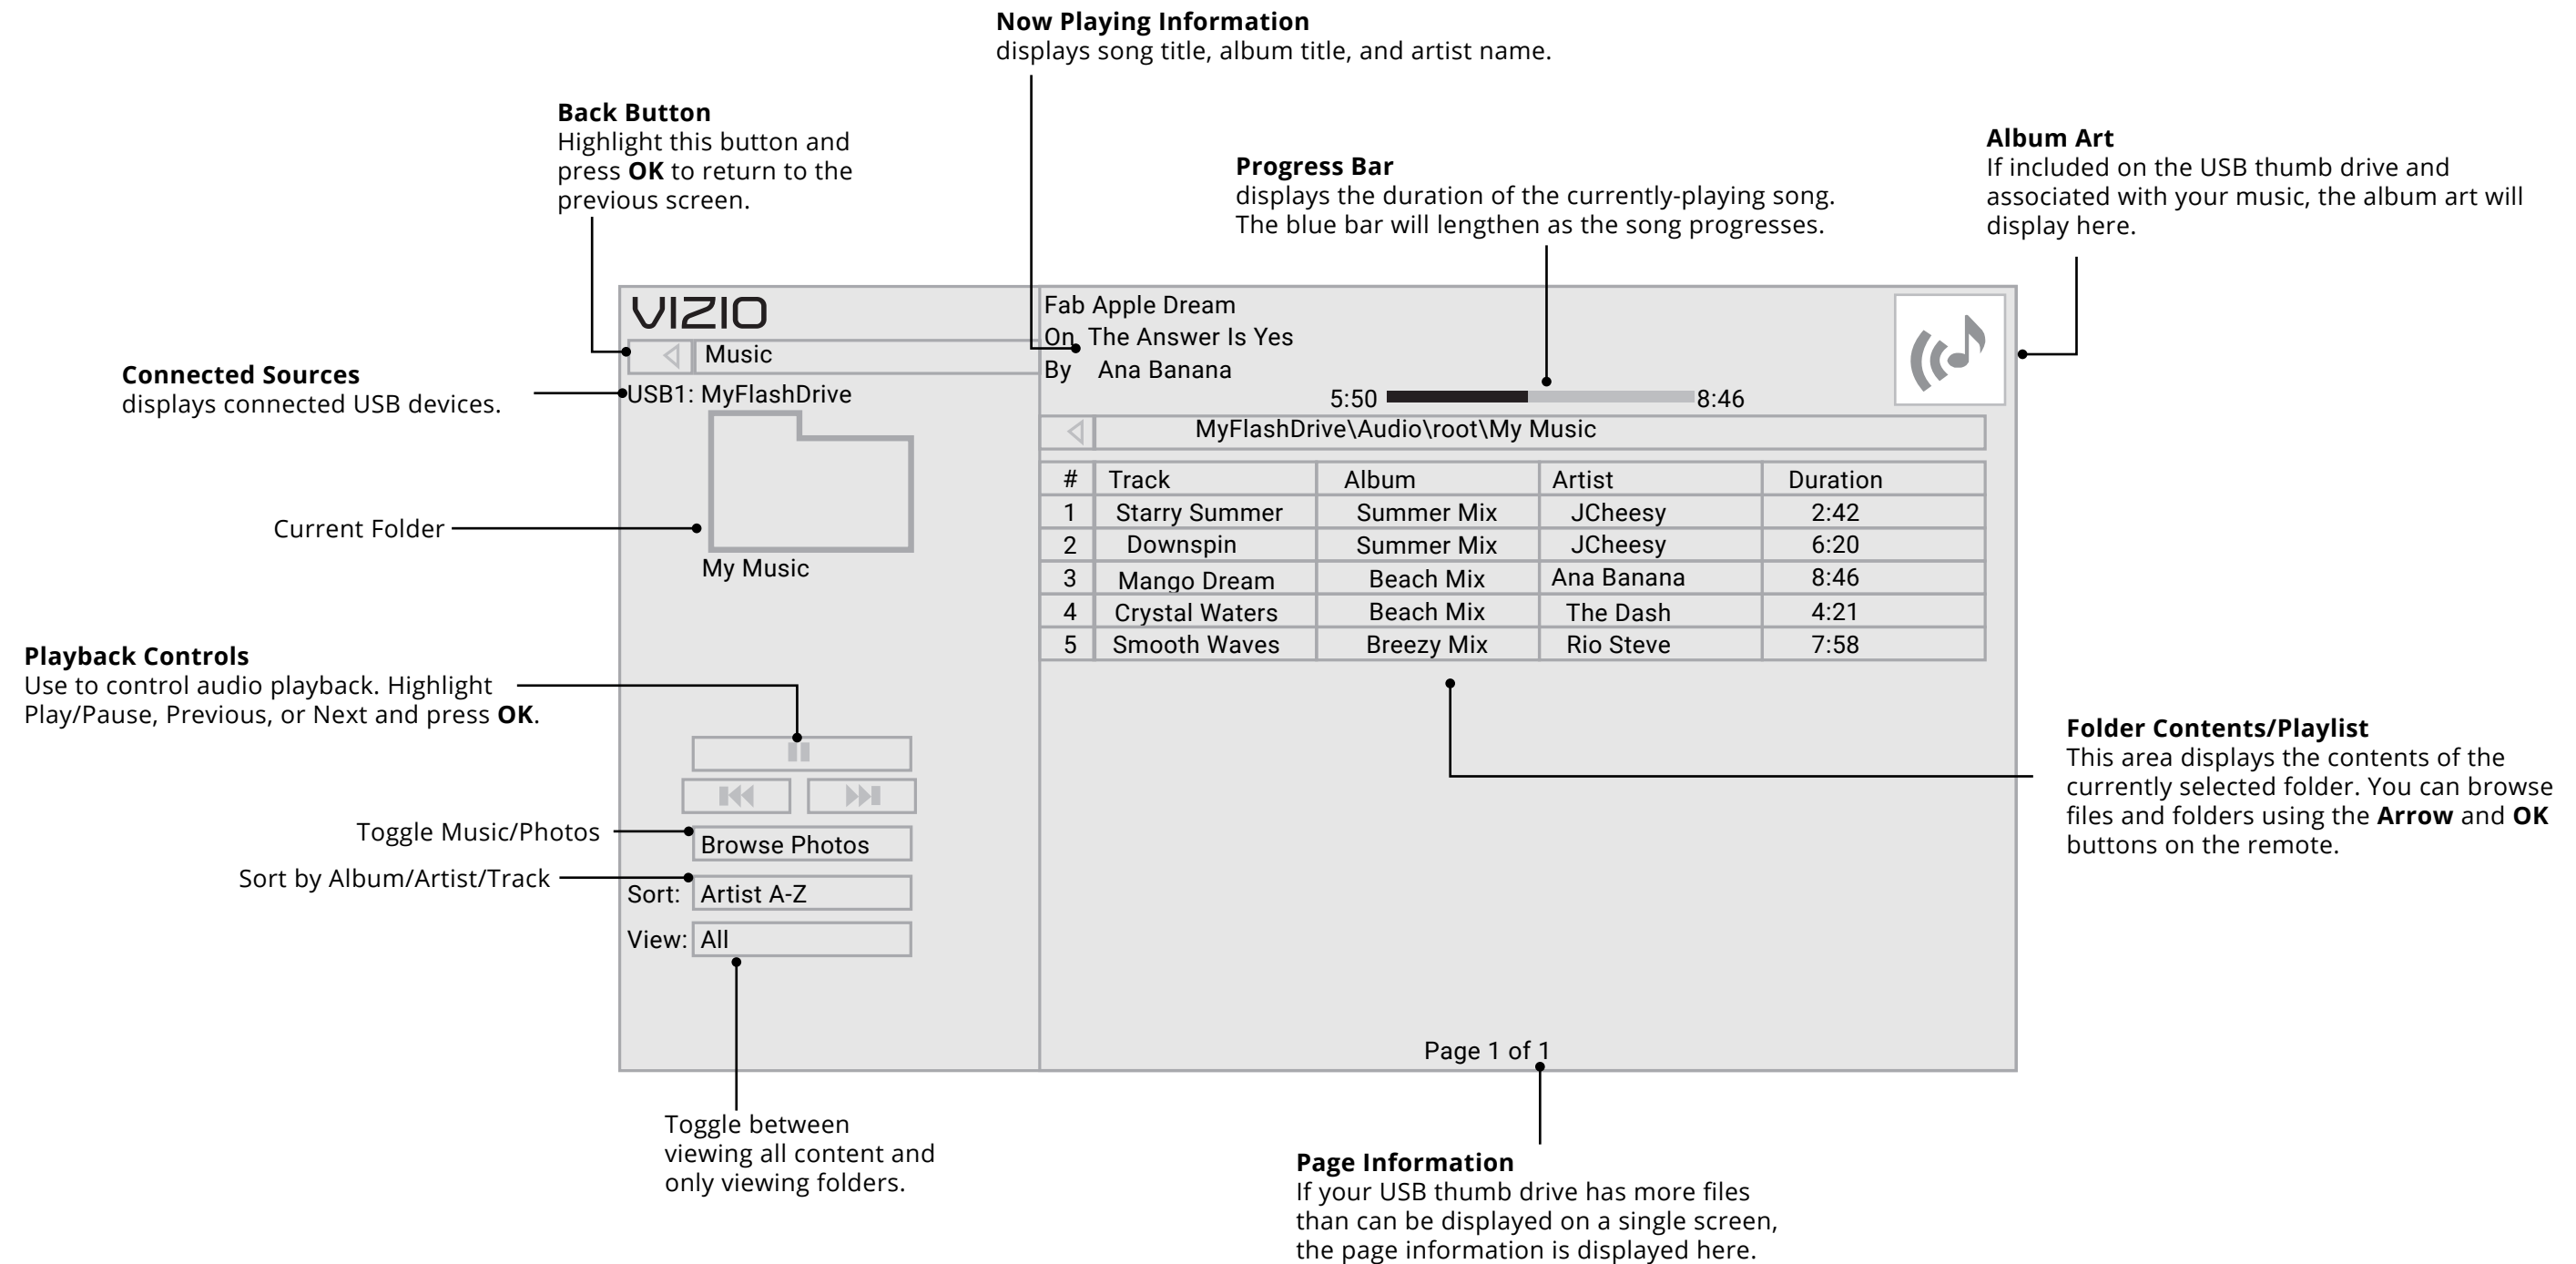 Now Playing Information
displays song title, album title, and artist name.
Back Button
Highlight this button and
press OK to return to the
previous screen.
Progress Bar
displays the duration of the currently-playing song.
The blue bar will lengthen as the song progresses.
Album Art
If included on the USB thumb drive and
associated with your music, the album art will
display here.
Connected Sources
displays connected USB devices.
Current Folder
Playback Controls
Use to control audio playback. Highlight
Play/Pause, Previous, or Next and press OK.
Toggle Music/Photos
Sort by Album/Artist/Track
VIZIO
Music
USB1: MyFlashDrive
My Music
Browse Photos
Sort: Artist A-Z
View: All
Fab Apple Dream
On The Answer Is Yes
By Ana Banana
5:50 8:46
MyFlashDrive\Audio\root\My Music
# Track Album Artist Duration
1 Starry Summer Summer Mix JCheesy 2:42
2 Downspin Summer Mix JCheesy 6:20
3 Mango Dream Beach Mix Ana Banana 8:46
4 Crystal Waters Beach Mix The Dash 4:21
5 Smooth Waves Breezy Mix Rio Steve 7:58
Page 1 of 1
Folder Contents/Playlist
This area displays the contents of the
currently selected folder. You can browse
files and folders using the Arrow and OK
buttons on the remote.
Toggle between
viewing all content and
only viewing folders.
Page Information
If your USB thumb drive has more files
than can be displayed on a single screen,
the page information is displayed here.